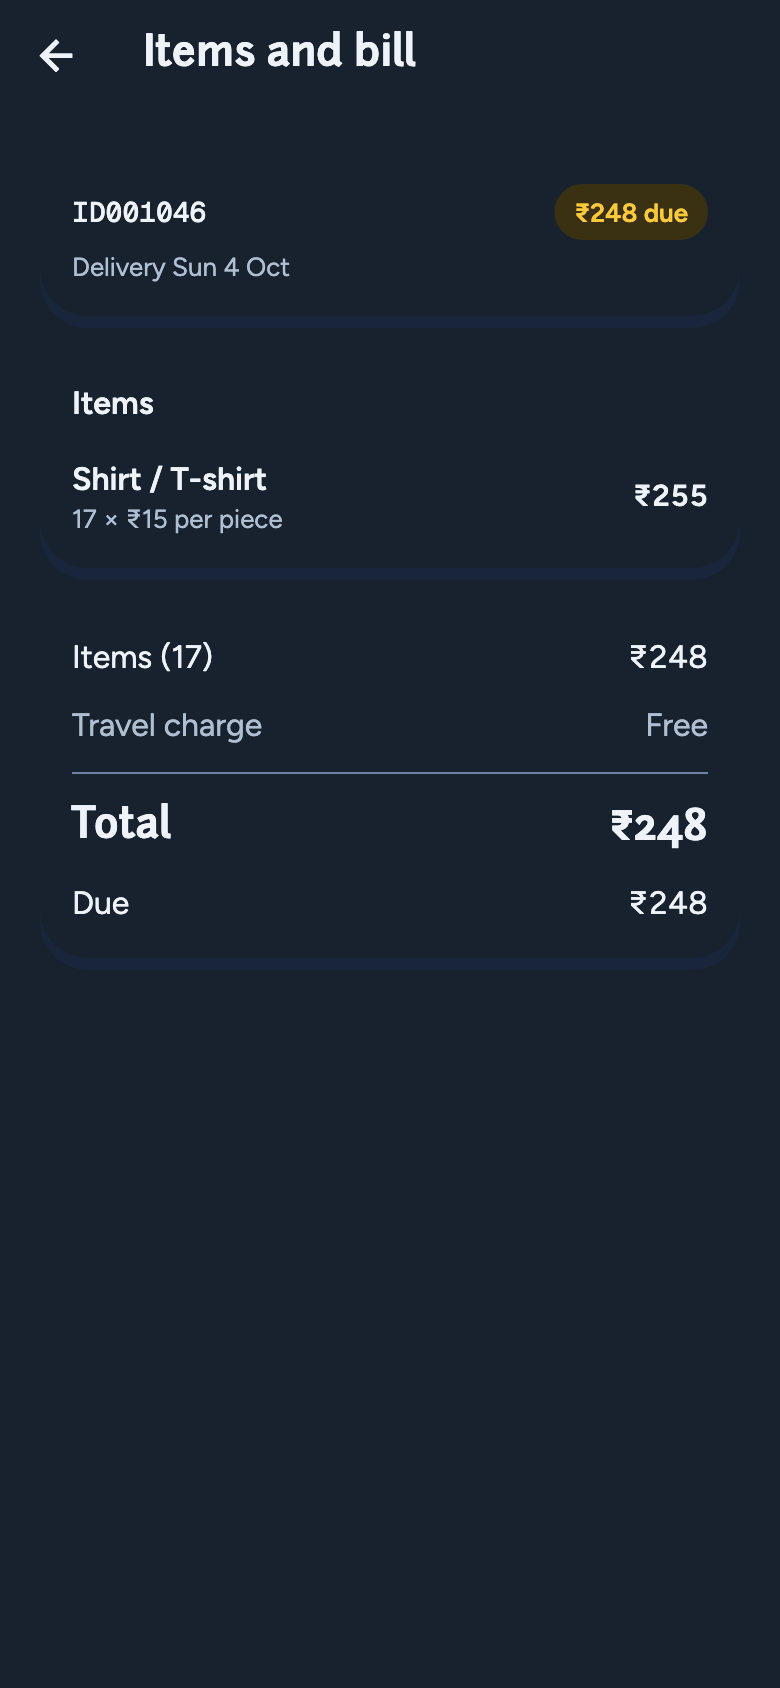 Items and bill
ID001046
₹248 due
Delivery Sun 4 Oct
Items
Shirt / T-shirt
₹255
17 × ₹15 per piece
Items (17)
₹248
Travel charge
Free
Total
₹248
Due
₹248